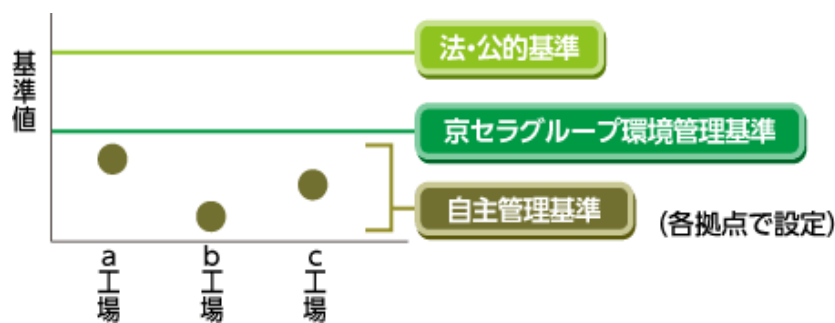 基準値
法・公的基準
京セラグループ環境管理基準
自主管理基準
(各拠点で設定)
a工場
b工場
c工場